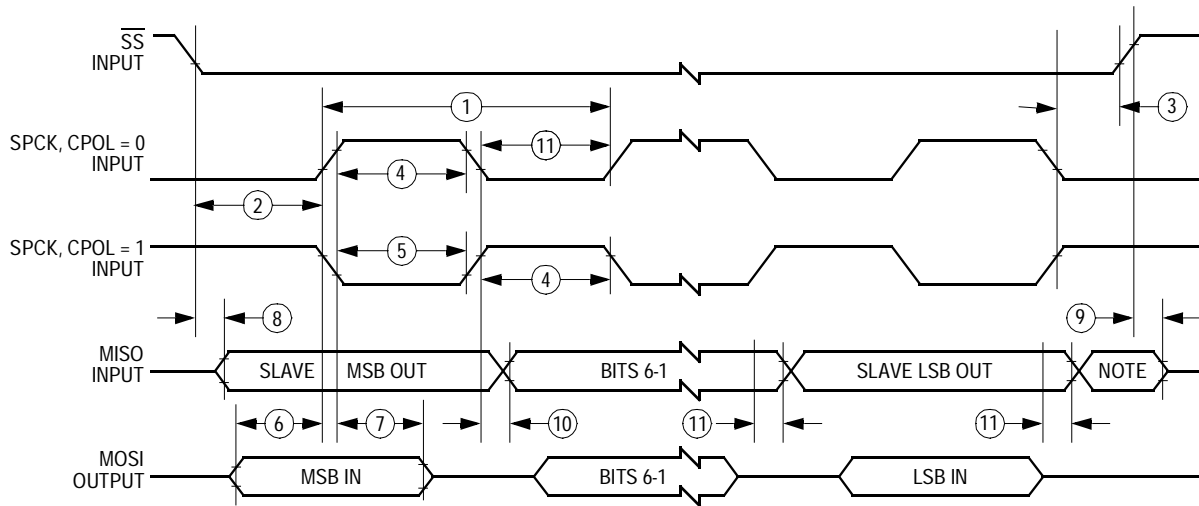 SS
INPUT
1
3
SPCK, CPOL = 0
INPUT
11
4
2
SPCK, CPOL = 1
INPUT
5
4
8
9
MISO
INPUT
SLAVE
MSB OUT
BITS 6-1
SLAVE LSB OUT
NOTE
6
7
10
11
11
MOSI
OUTPUT
MSB IN
BITS 6-1
LSB IN